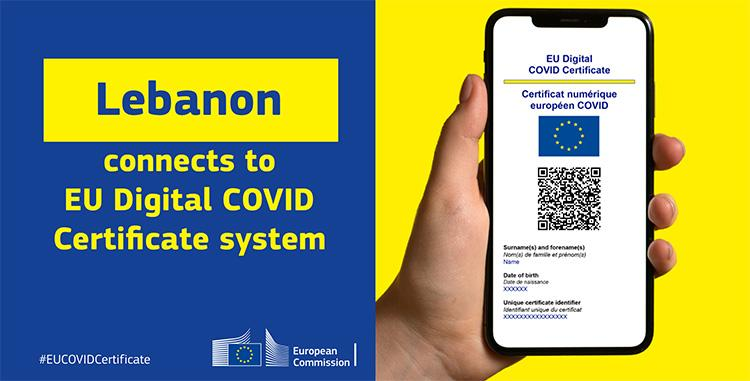 Lebanon
connects to
EU Digital COVID
Certificate system
#EUCOVIDCertificate
European
Commission
EU Digital
COVID Certificate
Certificat numérique
européen COVID
Surname(s) and forename(s)
Nom(s) de famille et prénom(s)
Name
Date of birth
Date de naissance
XXXXXX
Unique certificate identifier
Identifiant unique du certificat
XXXXXXXXXXXXXXX